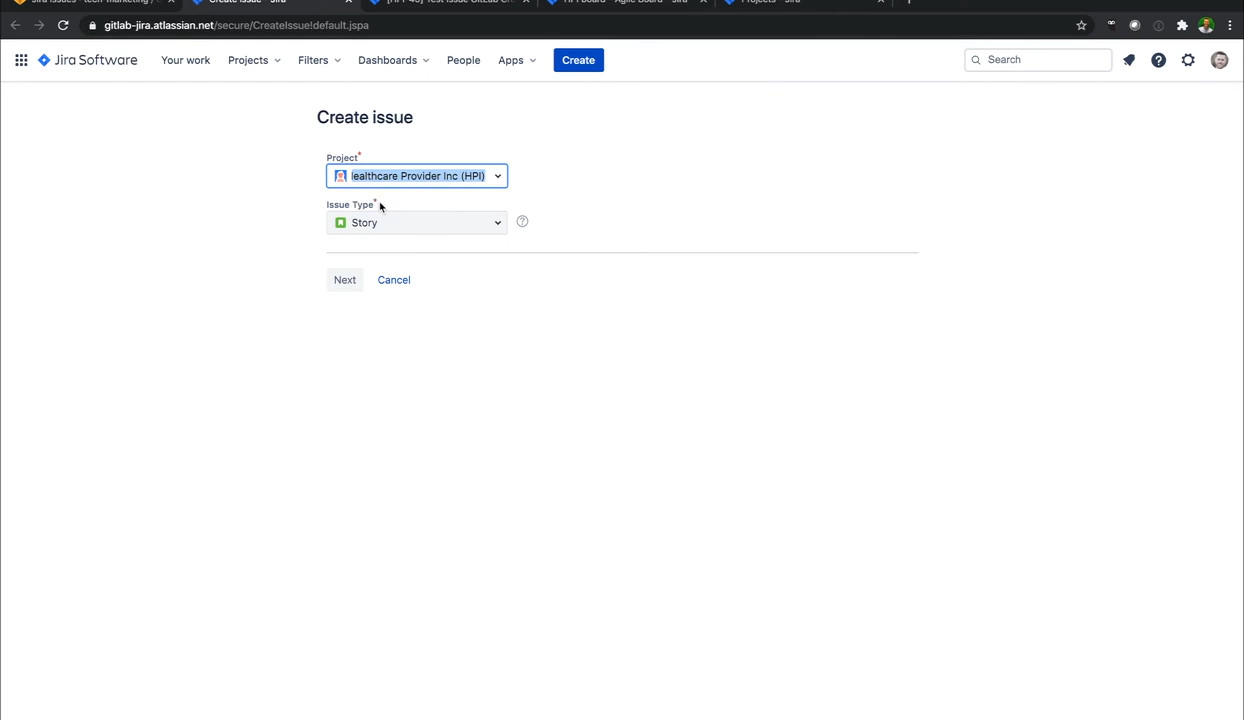 gitlab-jira.atlassian.net/secure/CreateIssue!default.jspa
Jira Software
Your work
Projects
Filters
Dashboards
People
Apps
Create
Search
Create issue
Project*
ealthcare Provider Inc (HPI)
Issue Type*
Story
Next
Cancel